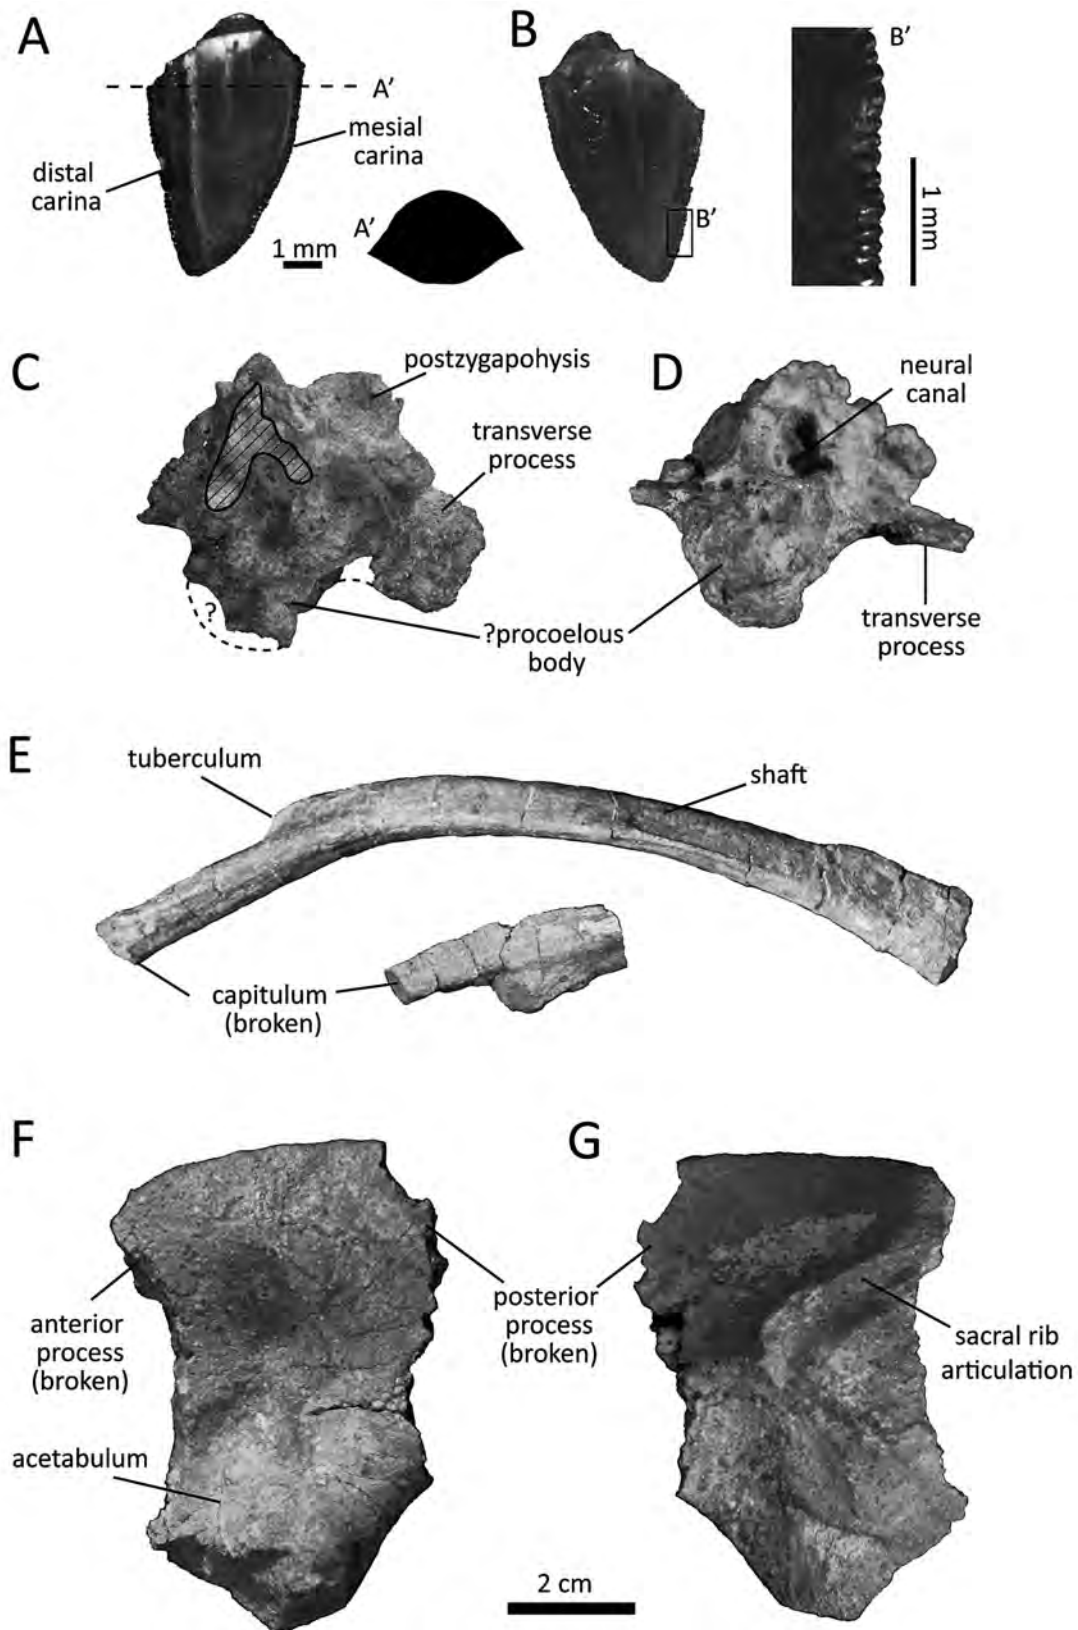 A
B
B'
A'
mesial
carina
distal
carina
A'
B'
1 mm
1 mm
C
postzygapohysis
D
neural
canal
transverse
process
?
?procoelous
body
transverse
process
E
tuberculum
shaft
capitulum
(broken)
F
G
anterior
process
(broken)
posterior
process
(broken)
sacral rib
articulation
acetabulum
2 cm